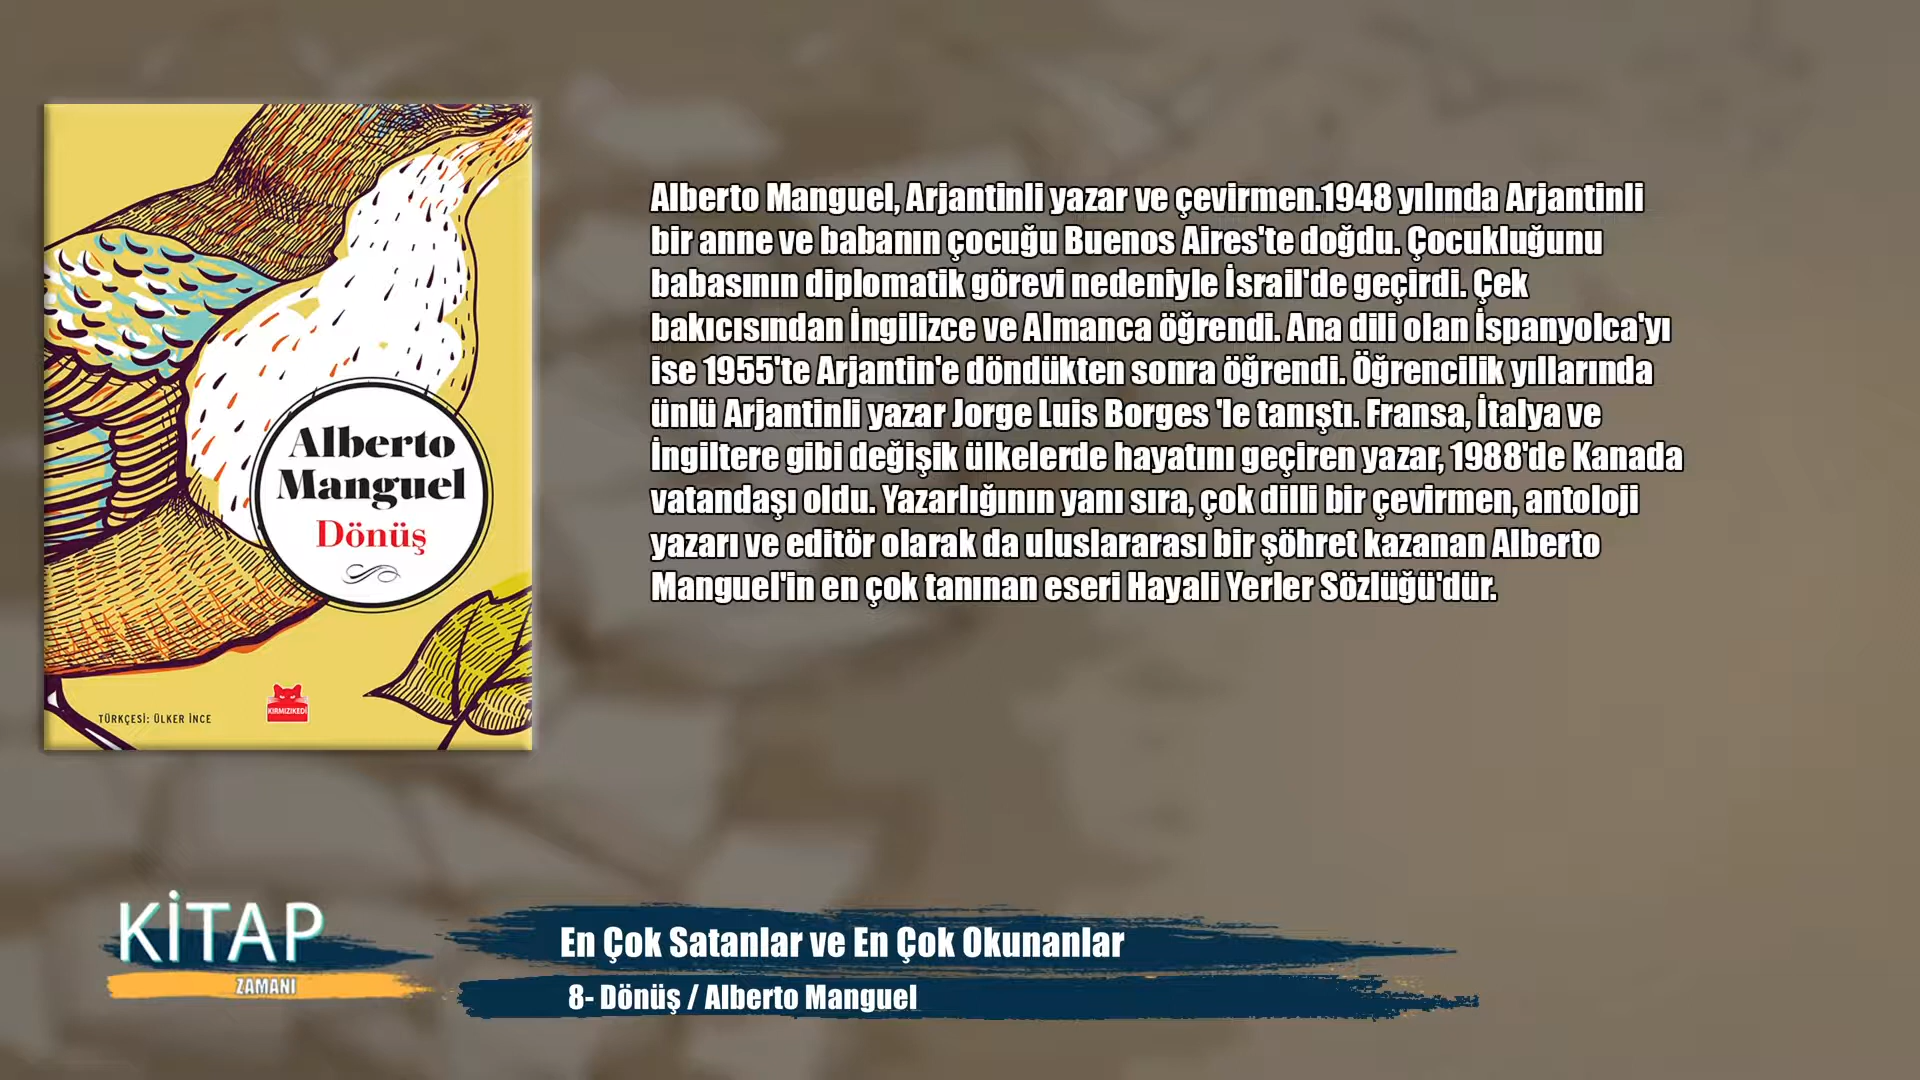 Alberto
Manguel
Dönüş
TÜRKÇESİ: ÜLKER İNCE
KIRMIZIKEDİ
Alberto Manguel, Arjantinli yazar ve çevirmen.1948 yılında Arjantinli
bir anne ve babanın çocuğu Buenos Aires'te doğdu. Çocukluğunu
babasının diplomatik görevi nedeniyle İsrail'de geçirdi. Çek
bakıcısından İngilizce ve Almanca öğrendi. Ana dili olan İspanyolca'yı
ise 1955'te Arjantin'e döndükten sonra öğrendi. Öğrencilik yıllarında
ünlü Arjantinli yazar Jorge Luis Borges 'le tanıştı. Fransa, İtalya ve
İngiltere gibi değişik ülkelerde hayatını geçiren yazar, 1988'de Kanada
vatandaşı oldu. Yazarlığının yanı sıra, çok dilli bir çevirmen, antoloji
yazarı ve editör olarak da uluslararası bir şöhret kazanan Alberto
Manguel'in en çok tanınan eseri Hayali Yerler Sözlüğü'dür.
KİTAP
ZAMANI
En Çok Satanlar ve En Çok Okunanlar
8- Dönüş / Alberto Manguel